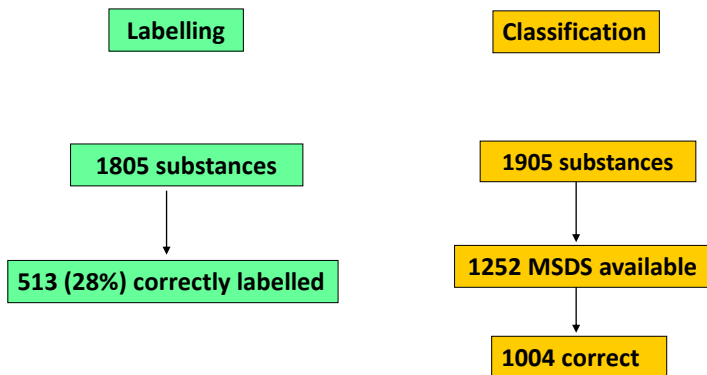 Labelling
Classification
1805 substances
1905 substances
513 (28%) correctly labelled
1252 MSDS available
1004 correct